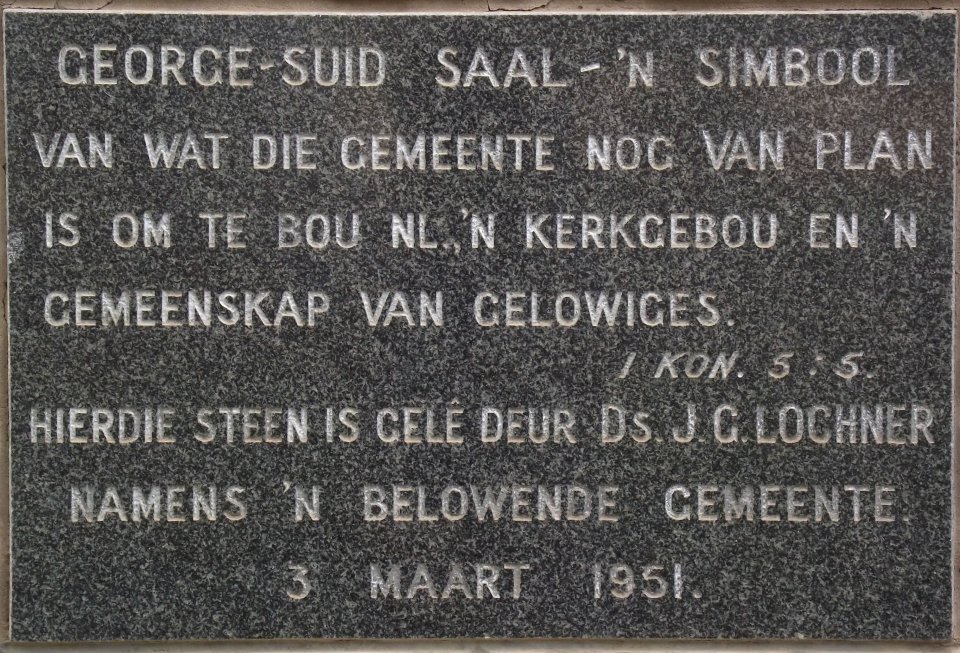 GEORGE-SUID SAAL-'N SIMBOOL
VAN WAT DIE GEMEENTE NOG VAN PLAN
IS OM TE BOU NL.,'N KERKGEBOU EN 'N
GEMEENSKAP VAN GELOWIGES.
I KON. 5:5.
HIERDIE STEEN IS GELÊ DEUR DS. J.G. LOCHNER
NAMENS 'N BELOWENDE GEMEENTE.
3 MAART 1951.